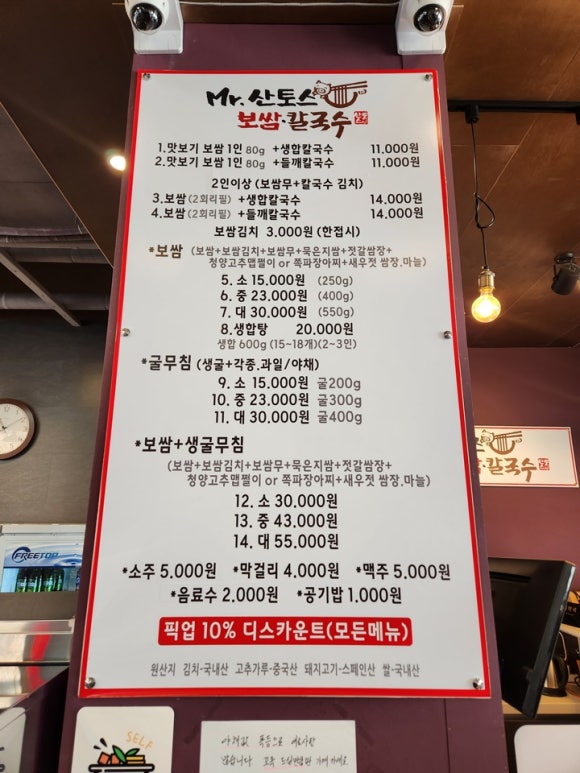 Mr. 산토스
보쌈·칼국수
1.맛보기 보쌈 1인 80g +생합칼국수 11.000원
2.맛보기 보쌈 1인 80g +들깨칼국수 11.000원
2인이상 (보쌈무+칼국수 김치)
3.보쌈(2회리필) +생합칼국수 14.000원
4.보쌈(2회리필) +들깨칼국수 14.000원
보쌈김치 3.000원 (한접시)
*보쌈 (보쌈+보쌈김치+보쌈무+묵은지쌈+젓갈쌈장+
청양고추맵쩔이 or 쪽파장아찌+새우젓 쌈장.마늘)
5. 소 15.000원 (250g)
6. 중 23.000원 (400g)
7. 대 30.000원 (550g)
8.생합탕 20.000원
생합 600g (15~18개)(2~3인)
*굴무침 (생굴+각종.과일/야채)
9. 소 15.000원 굴200g
10. 중 23.000원 굴300g
11. 대 30.000원 굴400g
*보쌈+생굴무침
(보쌈+보쌈김치+보쌈무+묵은지쌈+젓갈쌈장+
청양고추맵쩔이 or 쪽파장아찌+새우젓 쌈장.마늘)
12. 소 30.000원
13. 중 43.000원
14. 대 55.000원
*소주 5.000원 *막걸리 4.000원 *맥주 5.000원
*음료수 2.000원 *공기밥 1.000원
픽업 10% 디스카운트(모든메뉴)
원산지 김치-국내산 고추가루-중국산 돼지고기-스페인산 쌀-국내산
FREETOP
칼국수
SELF